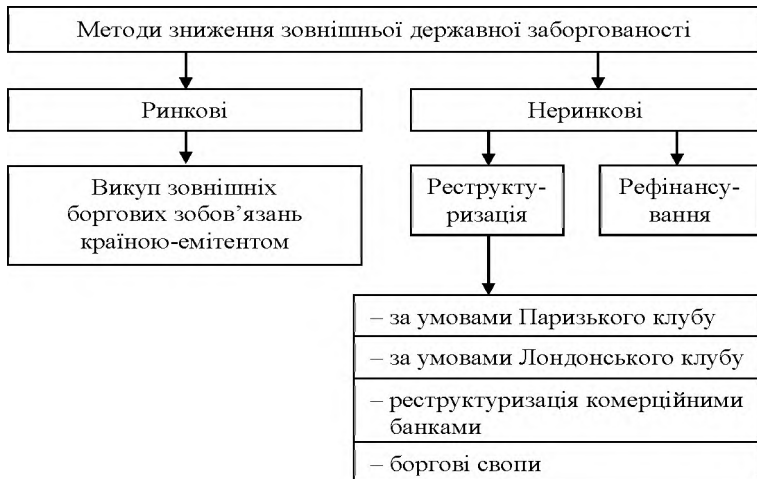 Методи зниження зовнішньої державної заборгованості
Ринкові
Неринкові
Викуп зовнішніх
боргових зобов’язань
країною-емітентом
Реструкту-
ризація
Рефінансу-
вання
– за умовами Паризького клубу
– за умовами Лондонського клубу
– реструктуризація комерційними
банками
– боргові свопи